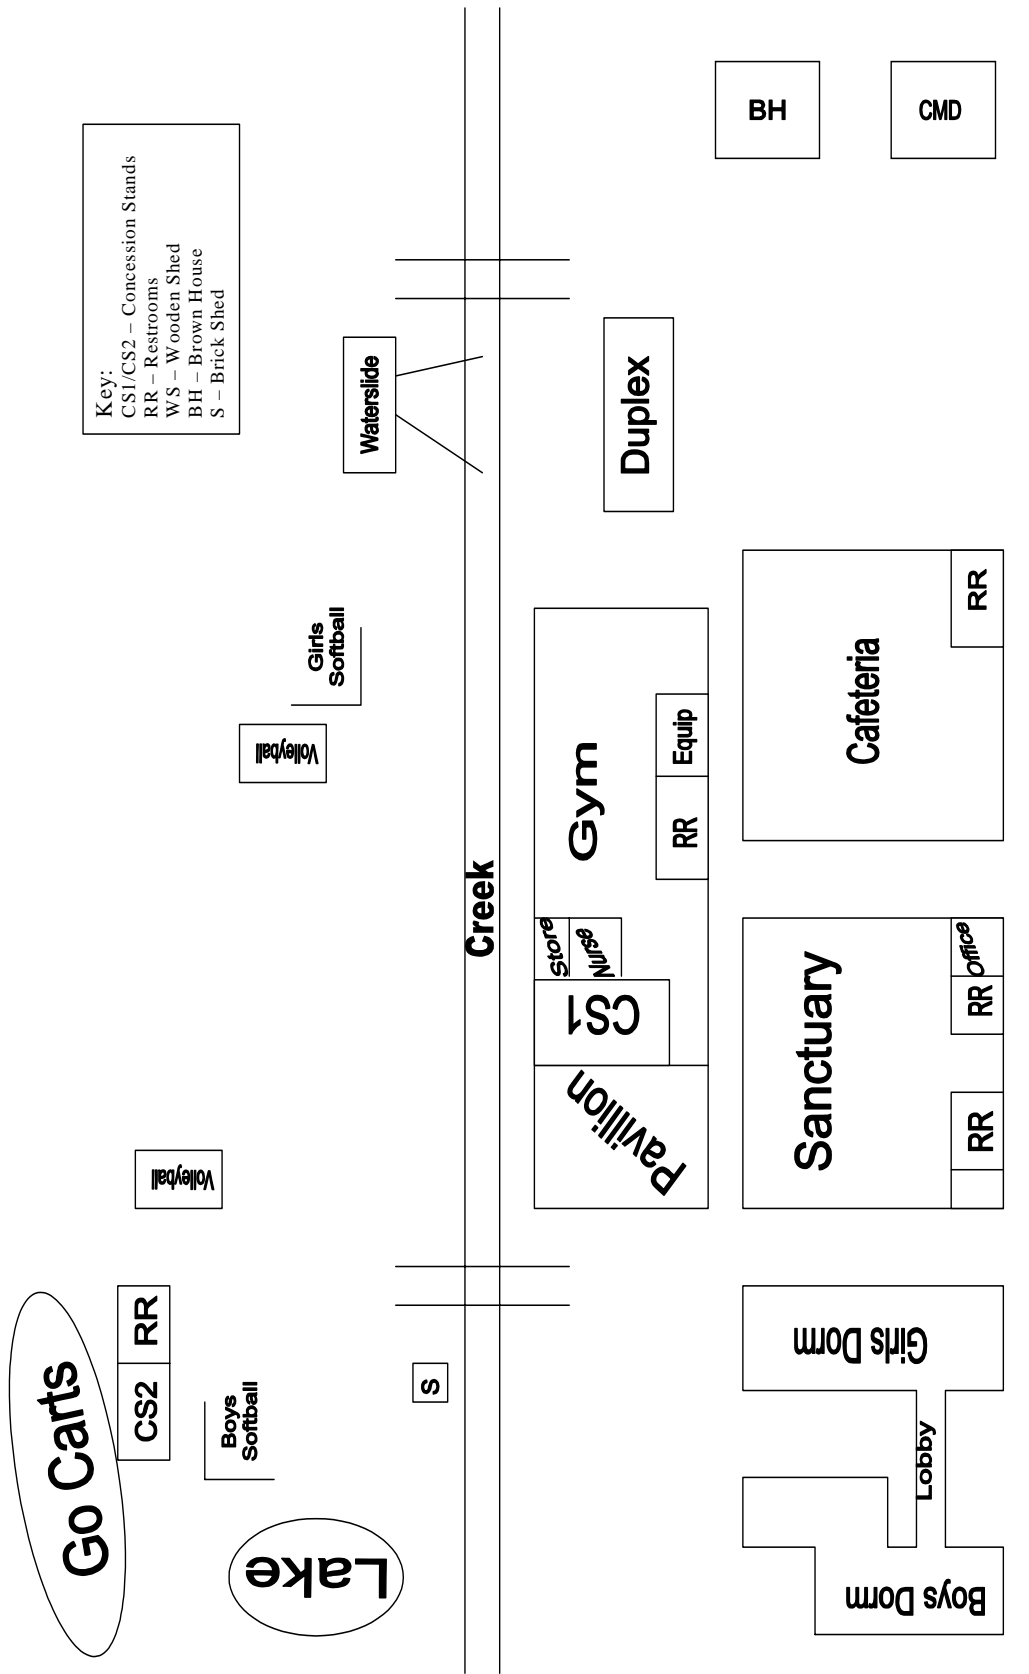 Key:
CS1/CS2 – Concession Stands
RR – Restrooms
WS – Wooden Shed
BH – Brown House
S – Brick Shed
Go Carts
CS2
RR
Boys
Softball
Lake
Volleyball
Volleyball
Girls
Softball
Waterslide
S
Creek
Pavillion
CS1
Store
Nurse
Gym
RR
Equip
Duplex
BH
CMD
Boys Dorm
Lobby
Girls Dorm
Sanctuary
RR
RR
Office
Cafeteria
RR